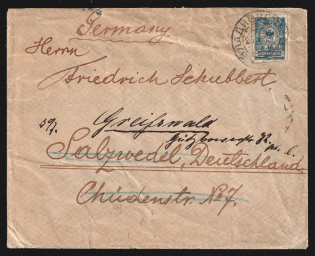 Germany
Herrn
Friedrich Schubbert
Greifswald
Salzwedel, Deutschland
Chüdenstr. No 7.